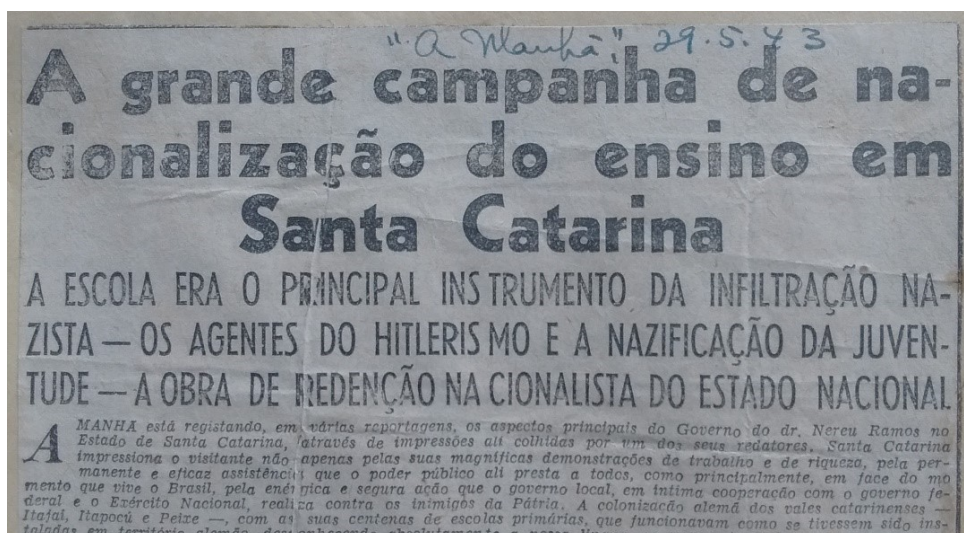 "A Manhã," 29.5.43
A grande campanha de na-
cionalização do ensino em
Santa Catarina
A ESCOLA ERA O PRINCIPAL INSTRUMENTO DA INFILTRAÇÃO NA-
ZISTA — OS AGENTES DO HITLERISMO E A NAZIFICAÇÃO DA JUVEN-
TUDE — A OBRA DE REDENÇÃO NACIONALISTA DO ESTADO NACIONAL
A MANHA está registando, em várias reportagens, os aspectos principais do Governo do dr. Nereu Ramos no
Estado de Santa Catarina, através de impressões ali colhidas por um dos seus redatores. Santa Catarina
impressiona o visitante não apenas pelas suas magníficas demonstrações de trabalho e de riqueza, pela per-
manente e eficaz assistência que o poder público ali presta a todos, como principalmente, em face do mo
mento que vive o Brasil, pela enérgica e segura ação que o governo local, em íntima cooperação com o governo fe-
deral e o Exército Nacional, realiza contra os inimigos da Pátria. A colonização alemã dos vales catarinenses —
Itajaí, Itapocú e Peixe —, com as suas centenas de escolas primárias, que funcionavam como se tivessem sido ins-
taladas em território alemão,